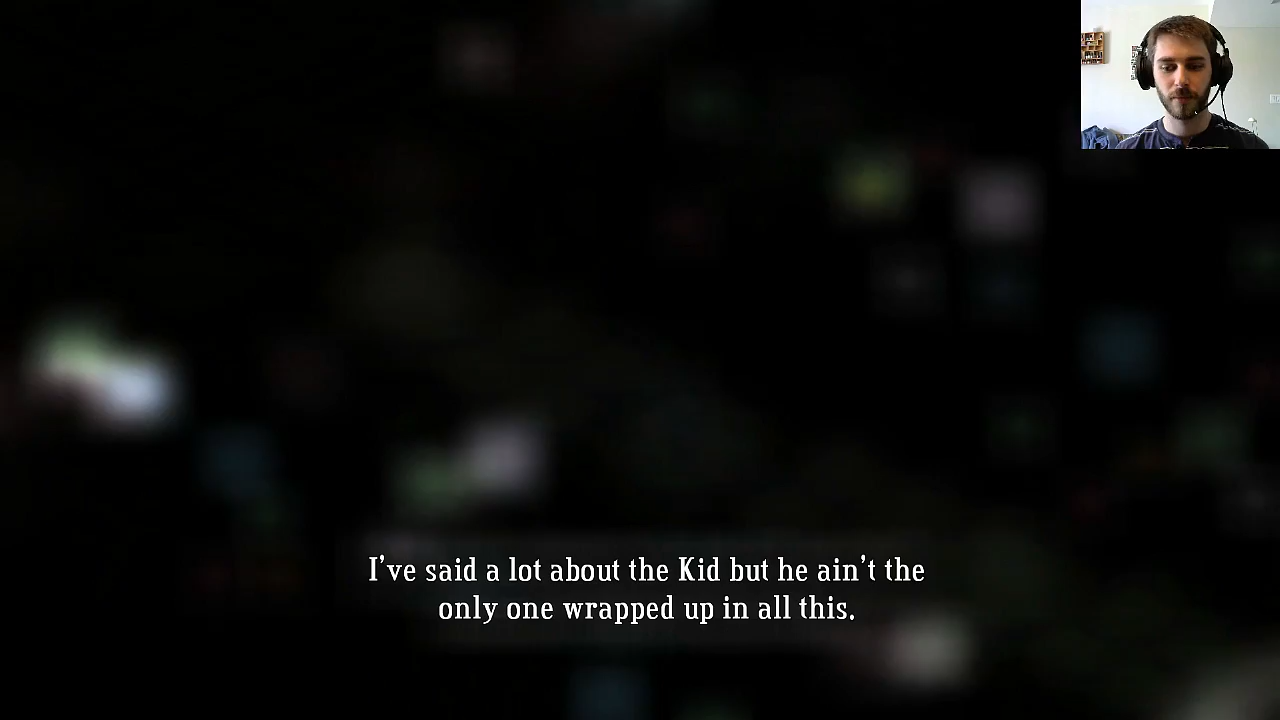 I've said a lot about the Kid but he ain't the
only one wrapped up in all this.